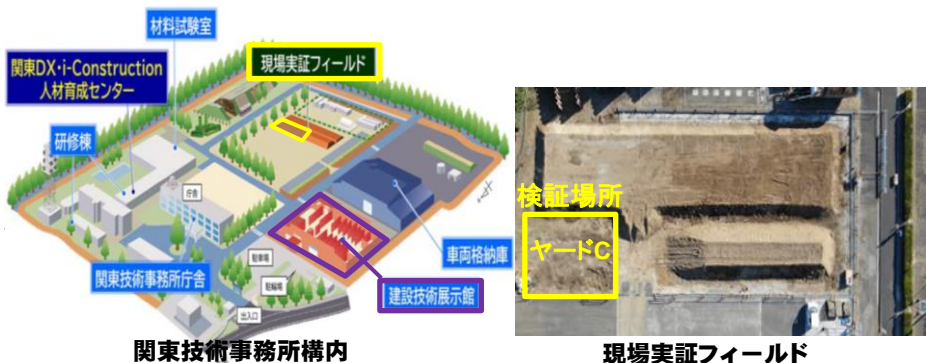 材料試験室
関東DX・i-Construction
人材育成センター
現場実証フィールド
研修棟
庁舎
検証場所
ヤードC
車両格納庫
関東技術事務所庁舎
駐車場
駐輪場
建設技術展示館
出入口
関東技術事務所構内
現場実証フィールド